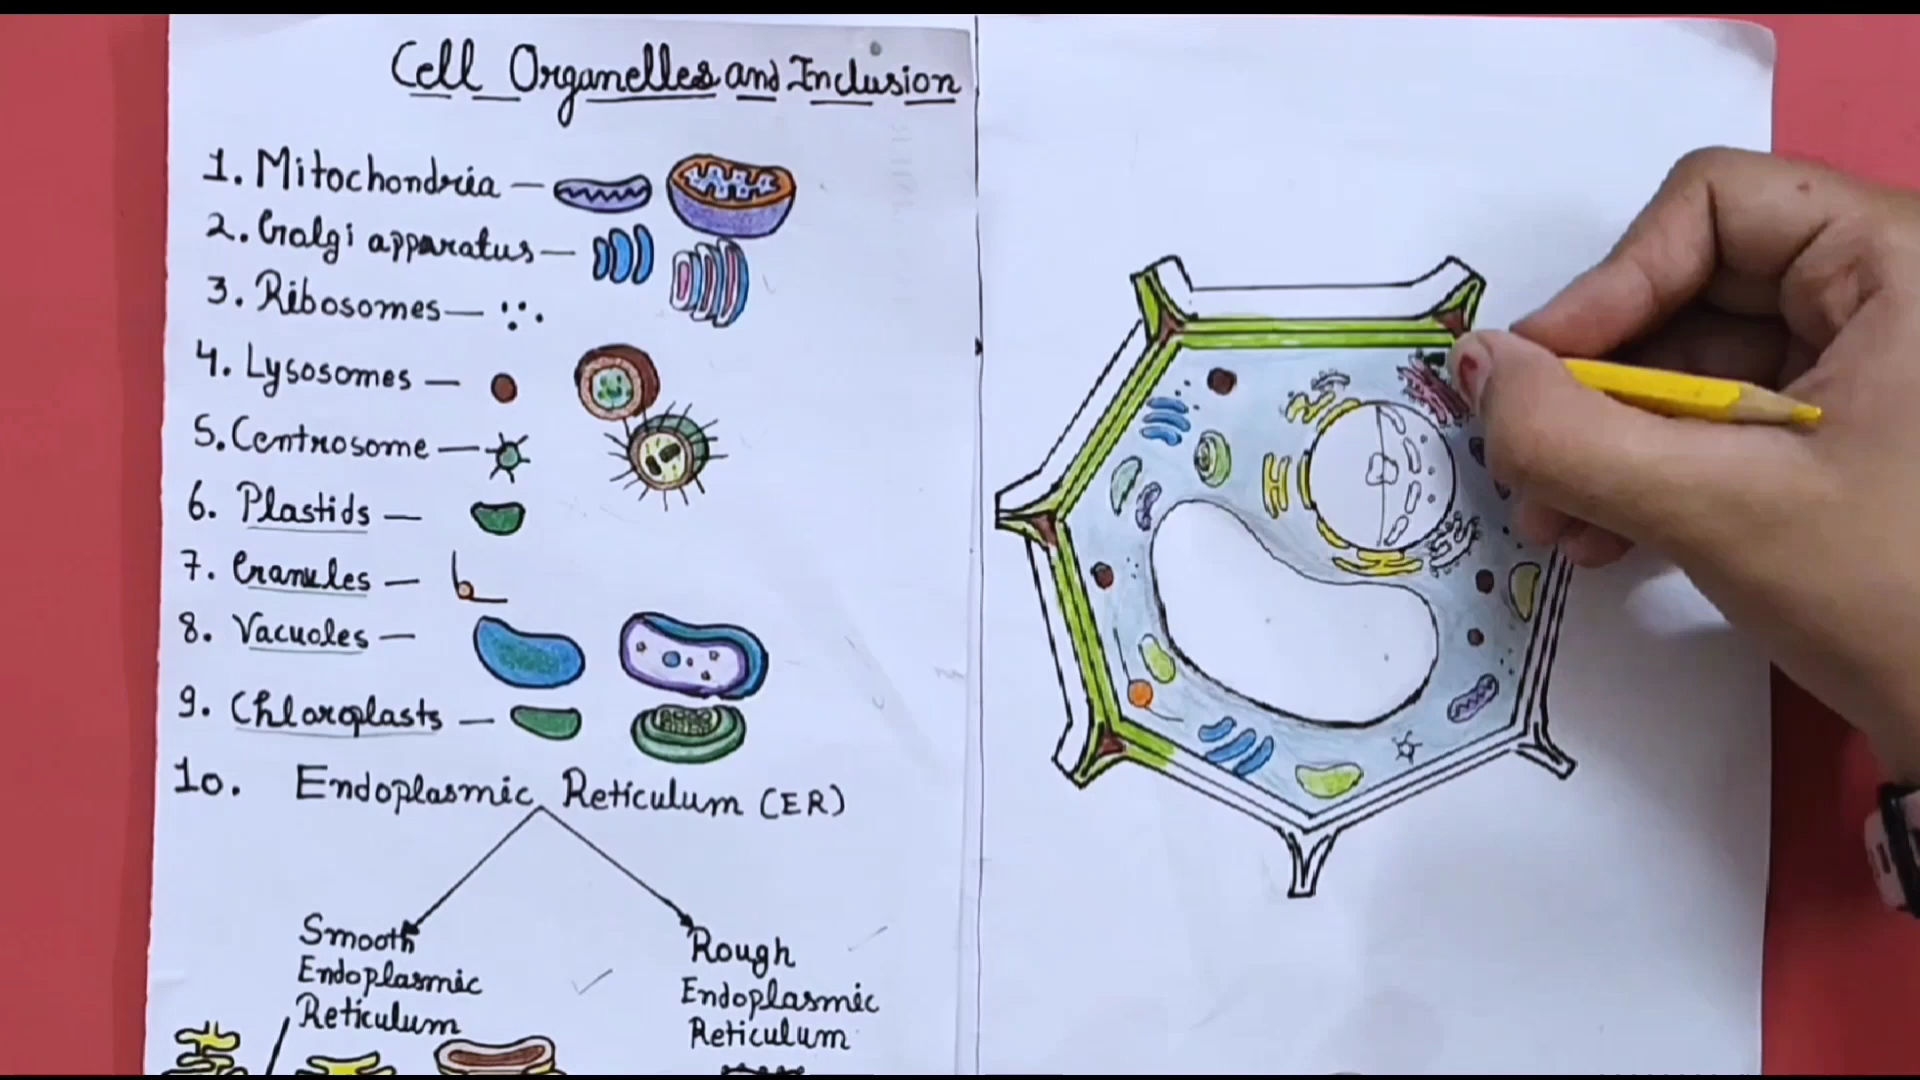 Cell Organelles and Inclusion
1. Mitochondria —
2. Golgi apparatus —
3. Ribosomes —
4. Lysosomes —
5. Centrosome —
6. Plastids —
7. Granules —
8. Vacuoles —
9. Chloroplasts —
10. Endoplasmic Reticulum (ER)
Smooth
Endoplasmic
Reticulum
Rough
Endoplasmic
Reticulum